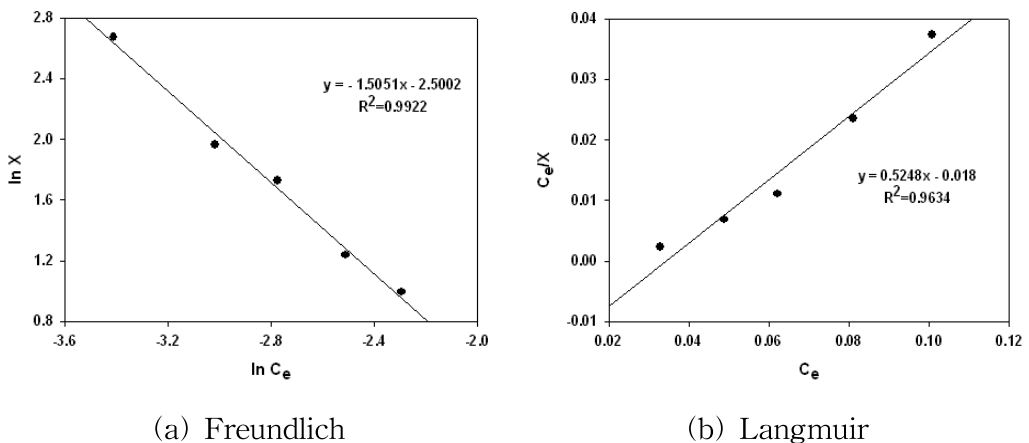 2.8
2.4
2.0
1.6
1.2
0.8
ln X
y = - 1.5051x - 2.5002
R2=0.9922
-3.6 -3.2 -2.8 -2.4 -2.0
ln Ce
(a) Freundlich
0.04
0.03
0.02
0.01
0.00
-0.01
Ce/X
y = 0.5248x - 0.018
R2=0.9634
0.02 0.04 0.06 0.08 0.10 0.12
Ce
(b) Langmuir